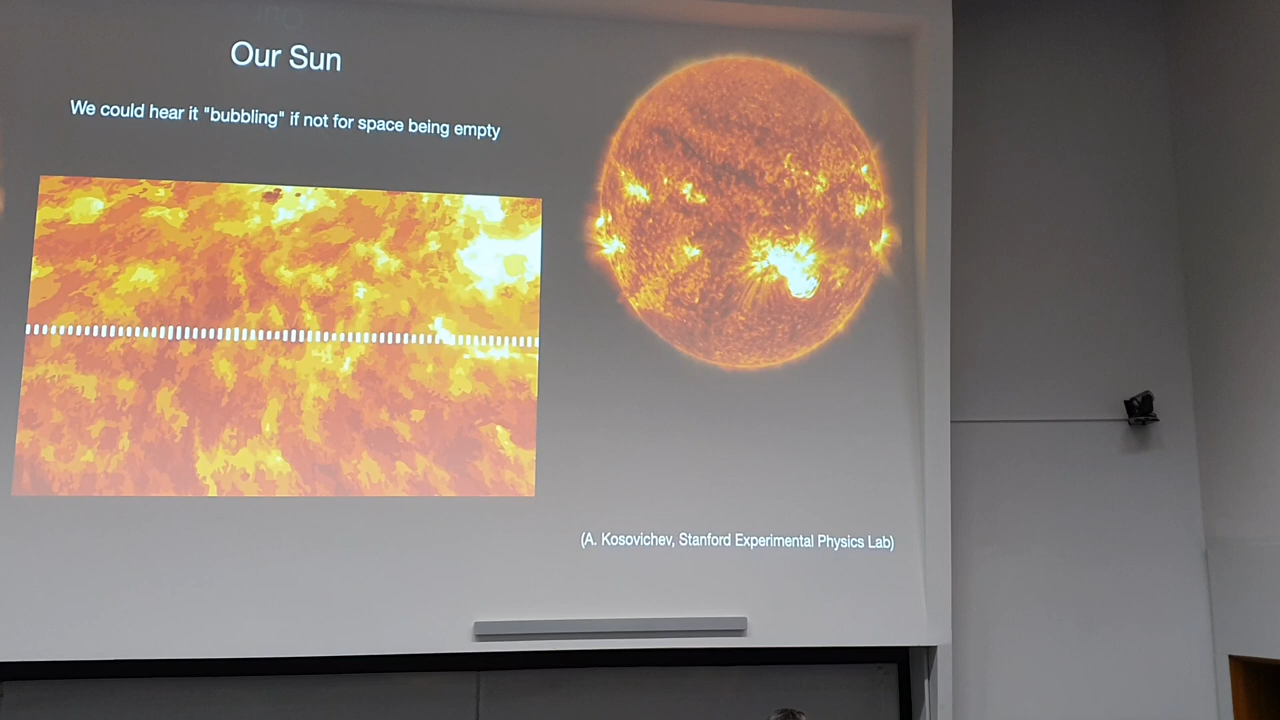 Our Sun
We could hear it "bubbling" if not for space being empty
(A. Kosovichev, Stanford Experimental Physics Lab)